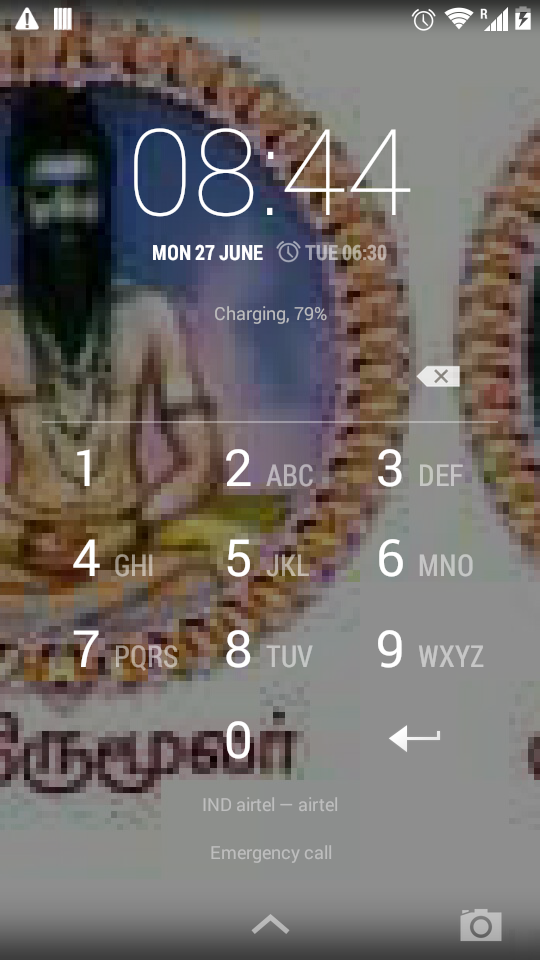 R
08:44
MON 27 JUNE TUE 06:30
Charging, 79%
1 2 ABC 3 DEF
4 GHI 5 JKL 6 MNO
7 PQRS 8 TUV 9 WXYZ
0
திருமூலர்
IND airtel — airtel
Emergency call